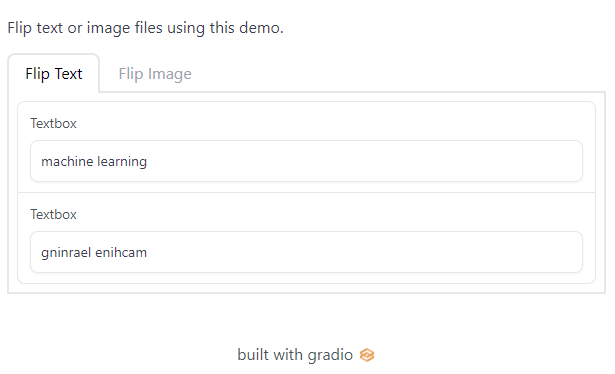 Flip text or image files using this demo.
Flip Text Flip Image
Textbox
machine learning
Textbox
gninrael enihcam
built with gradio